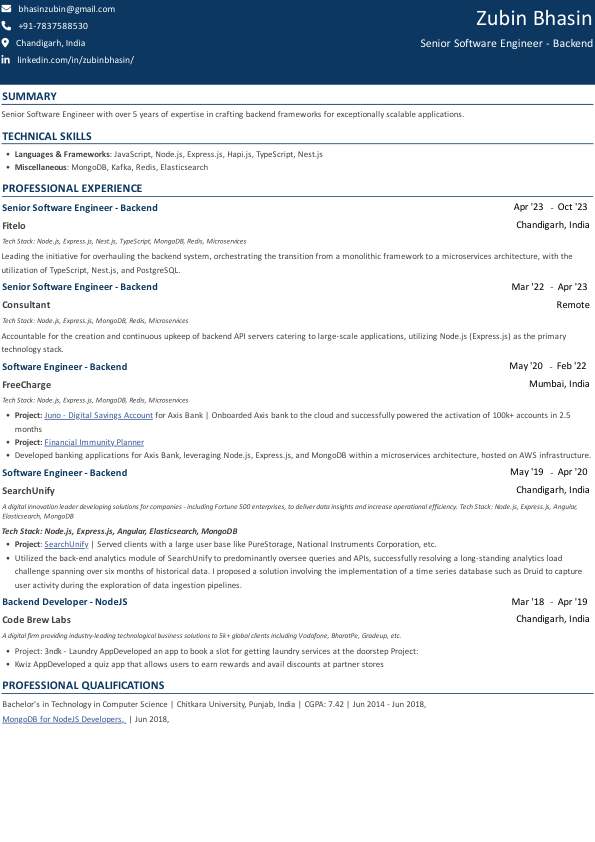 bhasinzubin@gmail.com
+91-7837588530
Chandigarh, India
linkedin.com/in/zubinbhasin/
Zubin Bhasin
Senior Software Engineer - Backend
SUMMARY
Senior Software Engineer with over 5 years of expertise in crafting backend frameworks for exceptionally scalable applications.
TECHNICAL SKILLS
• Languages & Frameworks: JavaScript, Node.js, Express.js, Hapi.js, TypeScript, Nest.js
• Miscellaneous: MongoDB, Kafka, Redis, Elasticsearch
PROFESSIONAL EXPERIENCE
Senior Software Engineer - Backend Apr '23 - Oct '23
Fitelo Chandigarh, India
Tech Stack: Node.js, Express.js, Nest.js, TypeScript, MongoDB, Redis, Microservices
Leading the initiative for overhauling the backend system, orchestrating the transition from a monolithic framework to a microservices architecture, with the
utilization of TypeScript, Nest.js, and PostgreSQL.
Senior Software Engineer - Backend Mar '22 - Apr '23
Consultant Remote
Tech Stack: Node.js, Express.js, MongoDB, Redis, Microservices
Accountable for the creation and continuous upkeep of backend API servers catering to large-scale applications, utilizing Node.js (Express.js) as the primary
technology stack.
Software Engineer - Backend May '20 - Feb '22
FreeCharge Mumbai, India
Tech Stack: Node.js, Express.js, MongoDB, Redis, Microservices
• Project: Juno - Digital Savings Account for Axis Bank | Onboarded Axis bank to the cloud and successfully powered the activation of 100k+ accounts in 2.5
months
• Project: Financial Immunity Planner
• Developed banking applications for Axis Bank, leveraging Node.js, Express.js, and MongoDB within a microservices architecture, hosted on AWS infrastructure.
Software Engineer - Backend May '19 - Apr '20
SearchUnify Chandigarh, India
A digital innovation leader developing solutions for companies - including Fortune 500 enterprises, to deliver data insights and increase operational efficiency. Tech Stack: Node.js, Express.js, Angular,
Elasticsearch, MongoDB
Tech Stack: Node.js, Express.js, Angular, Elasticsearch, MongoDB
• Project: SearchUnify | Served clients with a large user base like PureStorage, National Instruments Corporation, etc.
• Utilized the back-end analytics module of SearchUnify to predominantly oversee queries and APIs, successfully resolving a long-standing analytics load
challenge spanning over six months of historical data. I proposed a solution involving the implementation of a time series database such as Druid to capture
user activity during the exploration of data ingestion pipelines.
Backend Developer - NodeJS Mar '18 - Apr '19
Code Brew Labs Chandigarh, India
A digital firm providing industry-leading technological business solutions to 5k+ global clients including Vodafone, BharatPe, Gradeup, etc.
• Project: 3ndk - Laundry AppDeveloped an app to book a slot for getting laundry services at the doorstep Project:
• Kwiz AppDeveloped a quiz app that allows users to earn rewards and avail discounts at partner stores
PROFESSIONAL QUALIFICATIONS
Bachelor's in Technology in Computer Science | Chitkara University, Punjab, India | CGPA: 7.42 | Jun 2014 - Jun 2018,
MongoDB for NodeJS Developers, | Jun 2018,